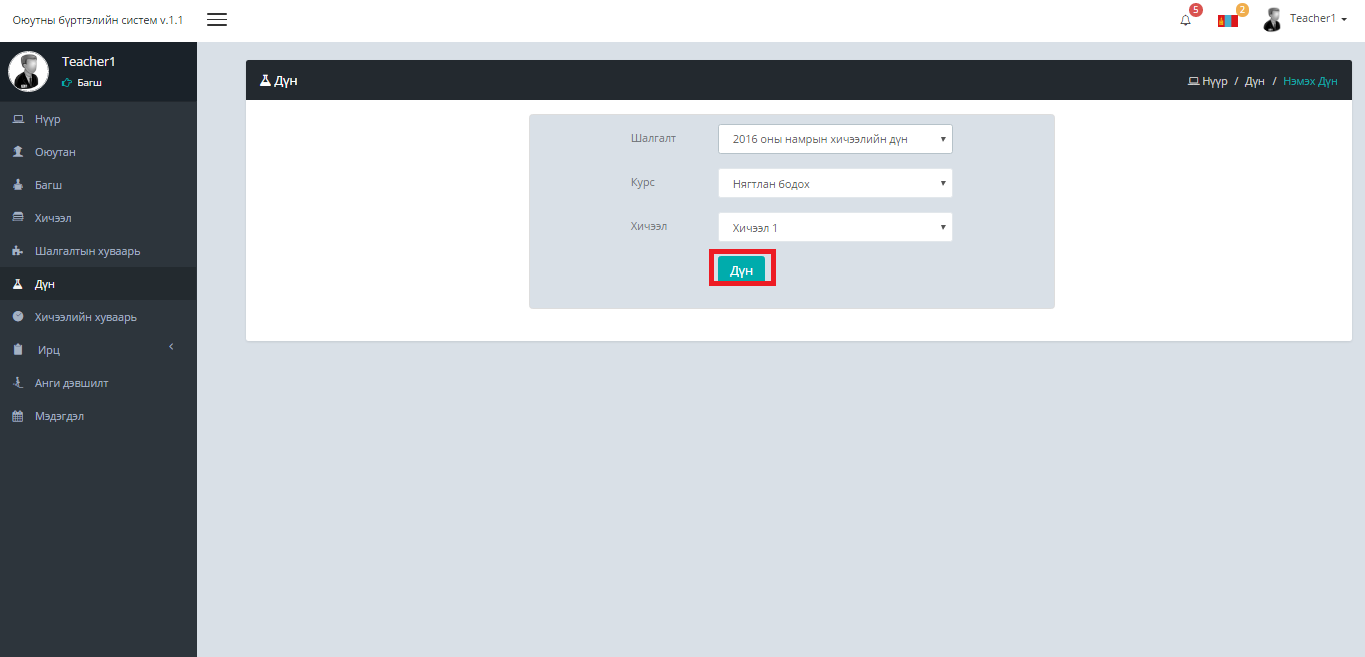 Оюутны бүртгэлийн систем v.1.1
5
2
Teacher1
Teacher1
Багш
Нүүр
Оюутан
Багш
Хичээл
Шалгалтын хуваарь
Дүн
Хичээлийн хуваарь
Ирц
Анги дэвшилт
Мэдэгдэл
Дүн
Нүүр / Дүн / Нэмэх Дүн
Шалгалт 2016 оны намрын хичээлийн дүн
Курс Нягтлан бодох
Хичээл Хичээл 1
Дүн